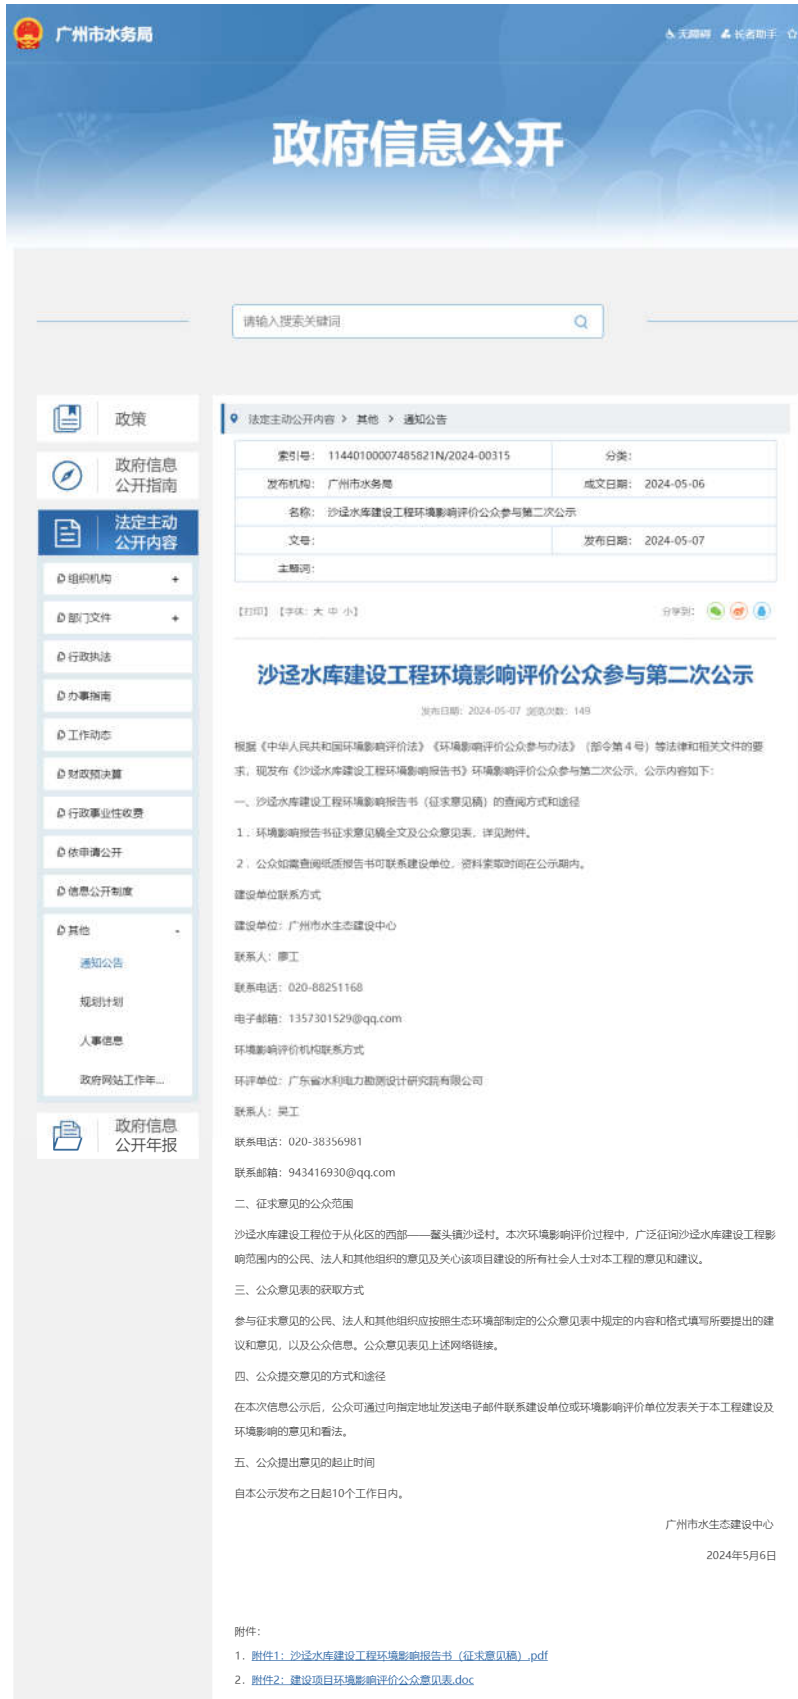 广州市水务局
无障碍 长者助手
政府信息公开
请输入搜索关键词
政策
政府信息
公开指南
法定主动
公开内容
组织机构 +
部门文件 +
行政执法
办事指南
工作动态
财政预决算
行政事业性收费
依申请公开
信息公开制度
其他 -
通知公告
规划计划
人事信息
政府网站工作年...
政府信息
公开年报
法定主动公开内容 > 其他 > 通知公告
索引号: 11440100007485821N/2024-00315 分类:
发布机构: 广州市水务局 成文日期: 2024-05-06
名称: 沙迳水库建设工程环境影响评价公众参与第二次公示
文号: 发布日期: 2024-05-07
主题词:
【打印】【字体: 大 中 小】 分享到:
沙迳水库建设工程环境影响评价公众参与第二次公示
发布日期: 2024-05-07 浏览次数: 149
根据《中华人民共和国环境影响评价法》《环境影响评价公众参与办法》（部令第4号）等法律和相关文件的要
求，现发布《沙迳水库建设工程环境影响报告书》环境影响评价公众参与第二次公示，公示内容如下：
一、沙迳水库建设工程环境影响报告书（征求意见稿）的查阅方式和途径
1．环境影响报告书征求意见稿全文及公众意见表，详见附件。
2．公众如需查阅纸质报告书可联系建设单位，资料索取时间在公示期内。
建设单位联系方式
建设单位：广州市水生态建设中心
联系人：廖工
联系电话：020-88251168
电子邮箱：1357301529@qq.com
环境影响评价机构联系方式
环评单位：广东省水利电力勘测设计研究院有限公司
联系人：吴工
联系电话：020-38356981
联系邮箱：943416930@qq.com
二、征求意见的公众范围
沙迳水库建设工程位于从化区的西部——鳌头镇沙迳村。本次环境影响评价过程中，广泛征询沙迳水库建设工程影
响范围内的公民、法人和其他组织的意见及关心该项目建设的所有社会人士对本工程的意见和建议。
三、公众意见表的获取方式
参与征求意见的公民、法人和其他组织应按照生态环境部制定的公众意见表中规定的内容和格式填写所要提出的建
议和意见，以及公众信息。公众意见表见上述网络链接。
四、公众提交意见的方式和途径
在本次信息公示后，公众可通过向指定地址发送电子邮件联系建设单位或环境影响评价单位发表关于本工程建设及
环境影响的意见和看法。
五、公众提出意见的起止时间
自本公示发布之日起10个工作日内。
广州市水生态建设中心
2024年5月6日
附件：
1. 附件1：沙迳水库建设工程环境影响报告书（征求意见稿）.pdf
2. 附件2：建设项目环境影响评价公众意见表.doc